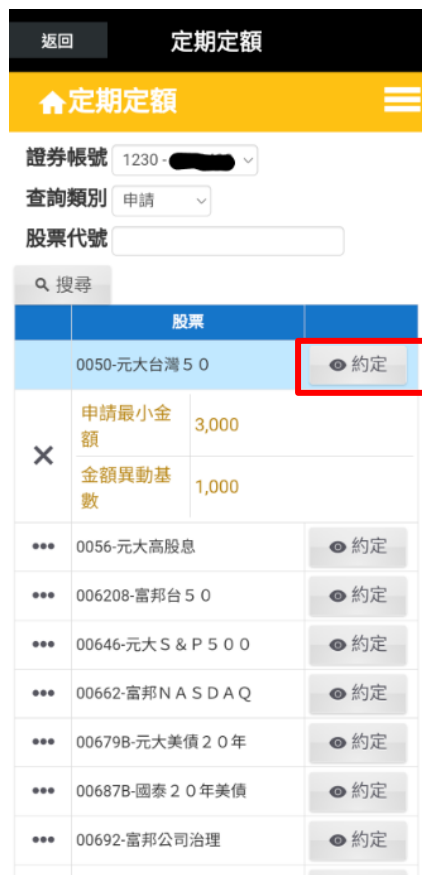 返回
定期定額
定期定額
證券帳號 1230 -
查詢類別 申請
股票代號
搜尋
股票
0050-元大台灣５０ 約定
申請最小金額 3,000
金額異動基數 1,000
0056-元大高股息 約定
006208-富邦台５０ 約定
00646-元大Ｓ＆Ｐ５００ 約定
00662-富邦ＮＡＳＤＡＱ 約定
00679B-元大美債２０年 約定
00687B-國泰２０年美債 約定
00692-富邦公司治理 約定